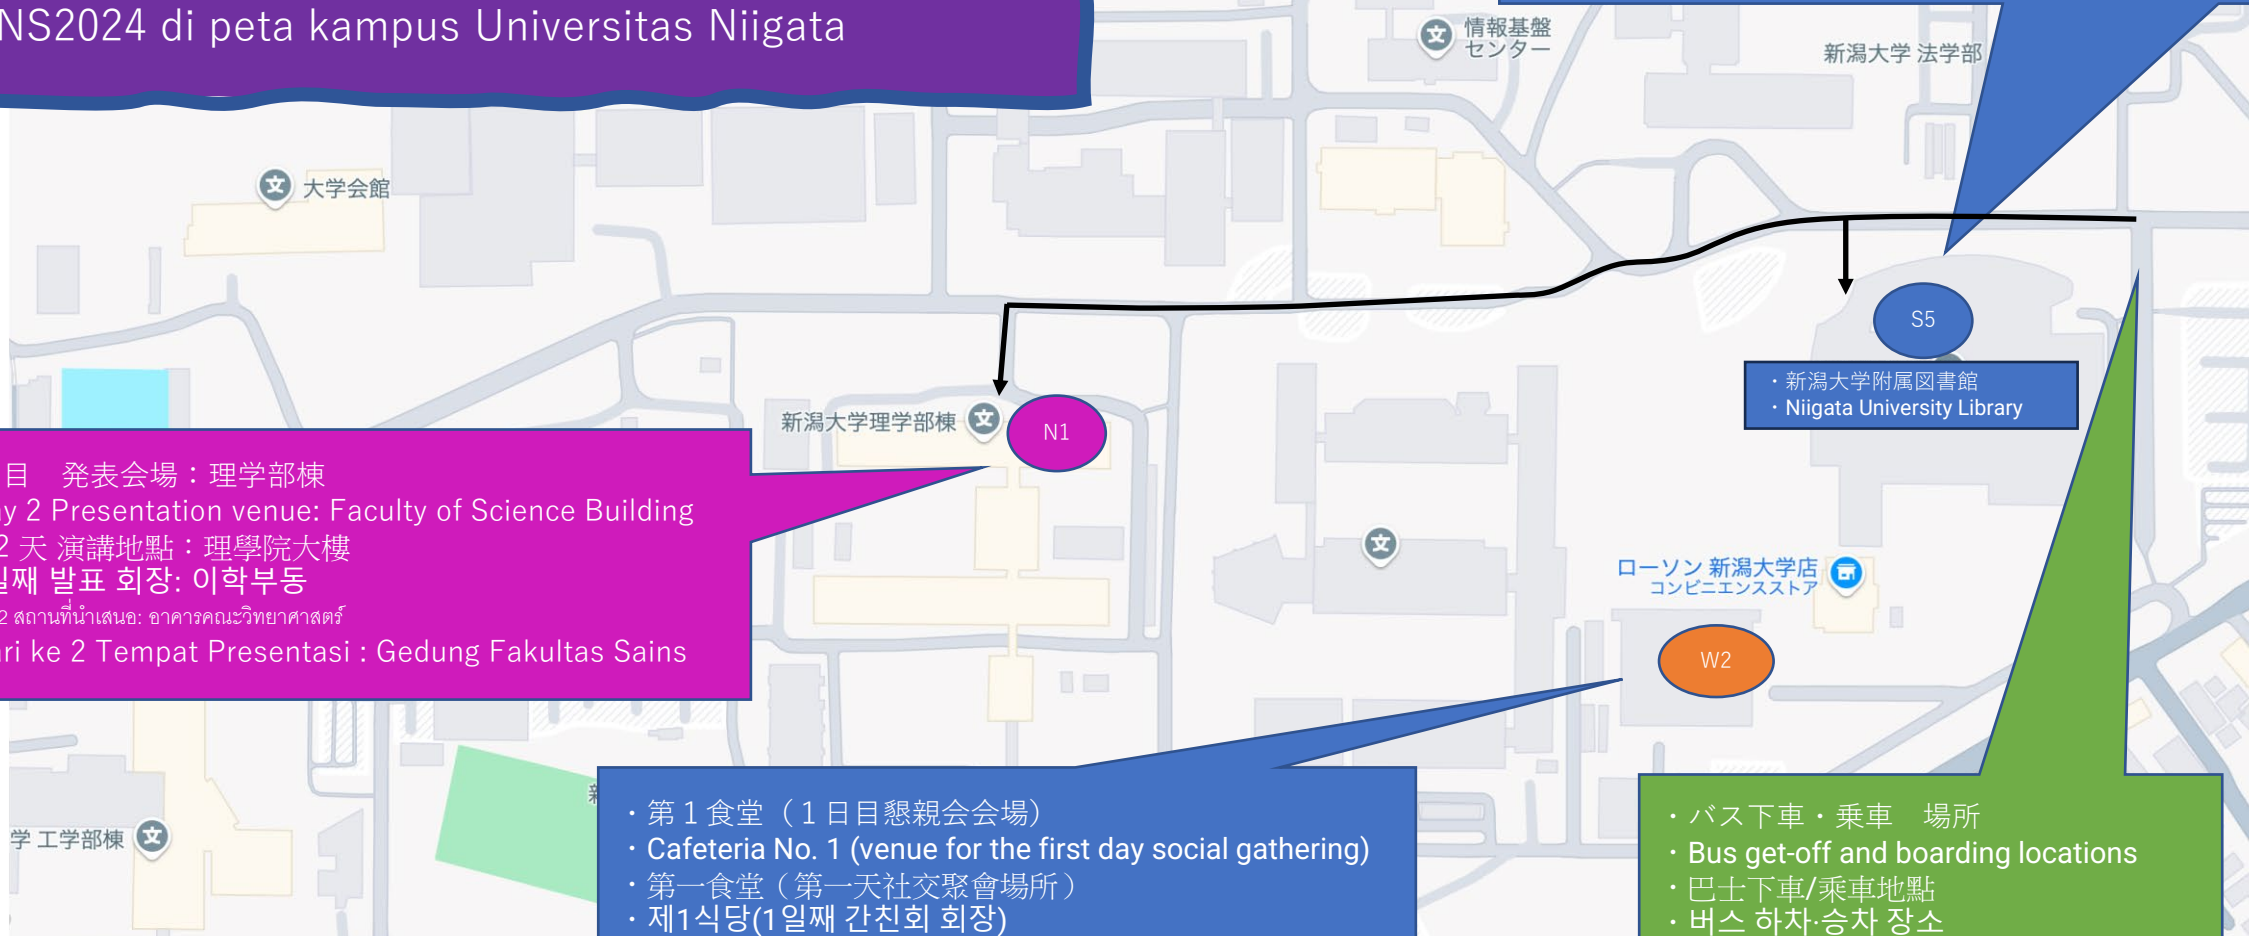 NS2024 di peta kampus Universitas Niigata
情報基盤
センター
新潟大学 法学部
大学会館
S5
・新潟大学附属図書館
・Niigata University Library
新潟大学理学部棟
N1
目　発表会場：理学部棟
y 2 Presentation venue: Faculty of Science Building
2 天 演講地點：理學院大樓
일째 발표 회장: 이학부동
2 สถานที่นำเสนอ: อาคารคณะวิทยาศาสตร์
ri ke 2 Tempat Presentasi : Gedung Fakultas Sains
ローソン 新潟大学店
コンビニエンスストア
W2
学 工学部棟
・第１食堂（１日目懇親会会場）
・Cafeteria No. 1 (venue for the first day social gathering)
・第一食堂（第一天社交聚會場所）
・제1식당(1일째 간친회 회장)
・バス下車・乗車　場所
・Bus get-off and boarding locations
・巴士下車/乘車地點
・버스 하차·승차 장소